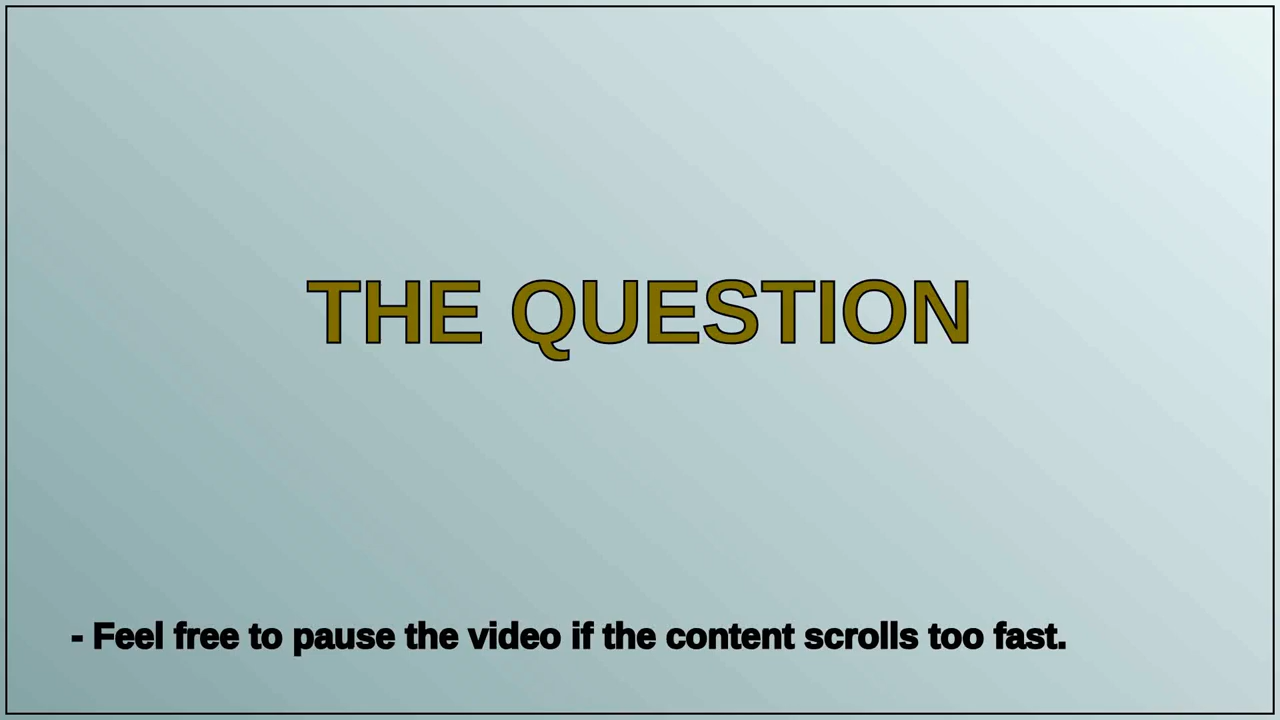 THE QUESTION
- Feel free to pause the video if the content scrolls too fast.